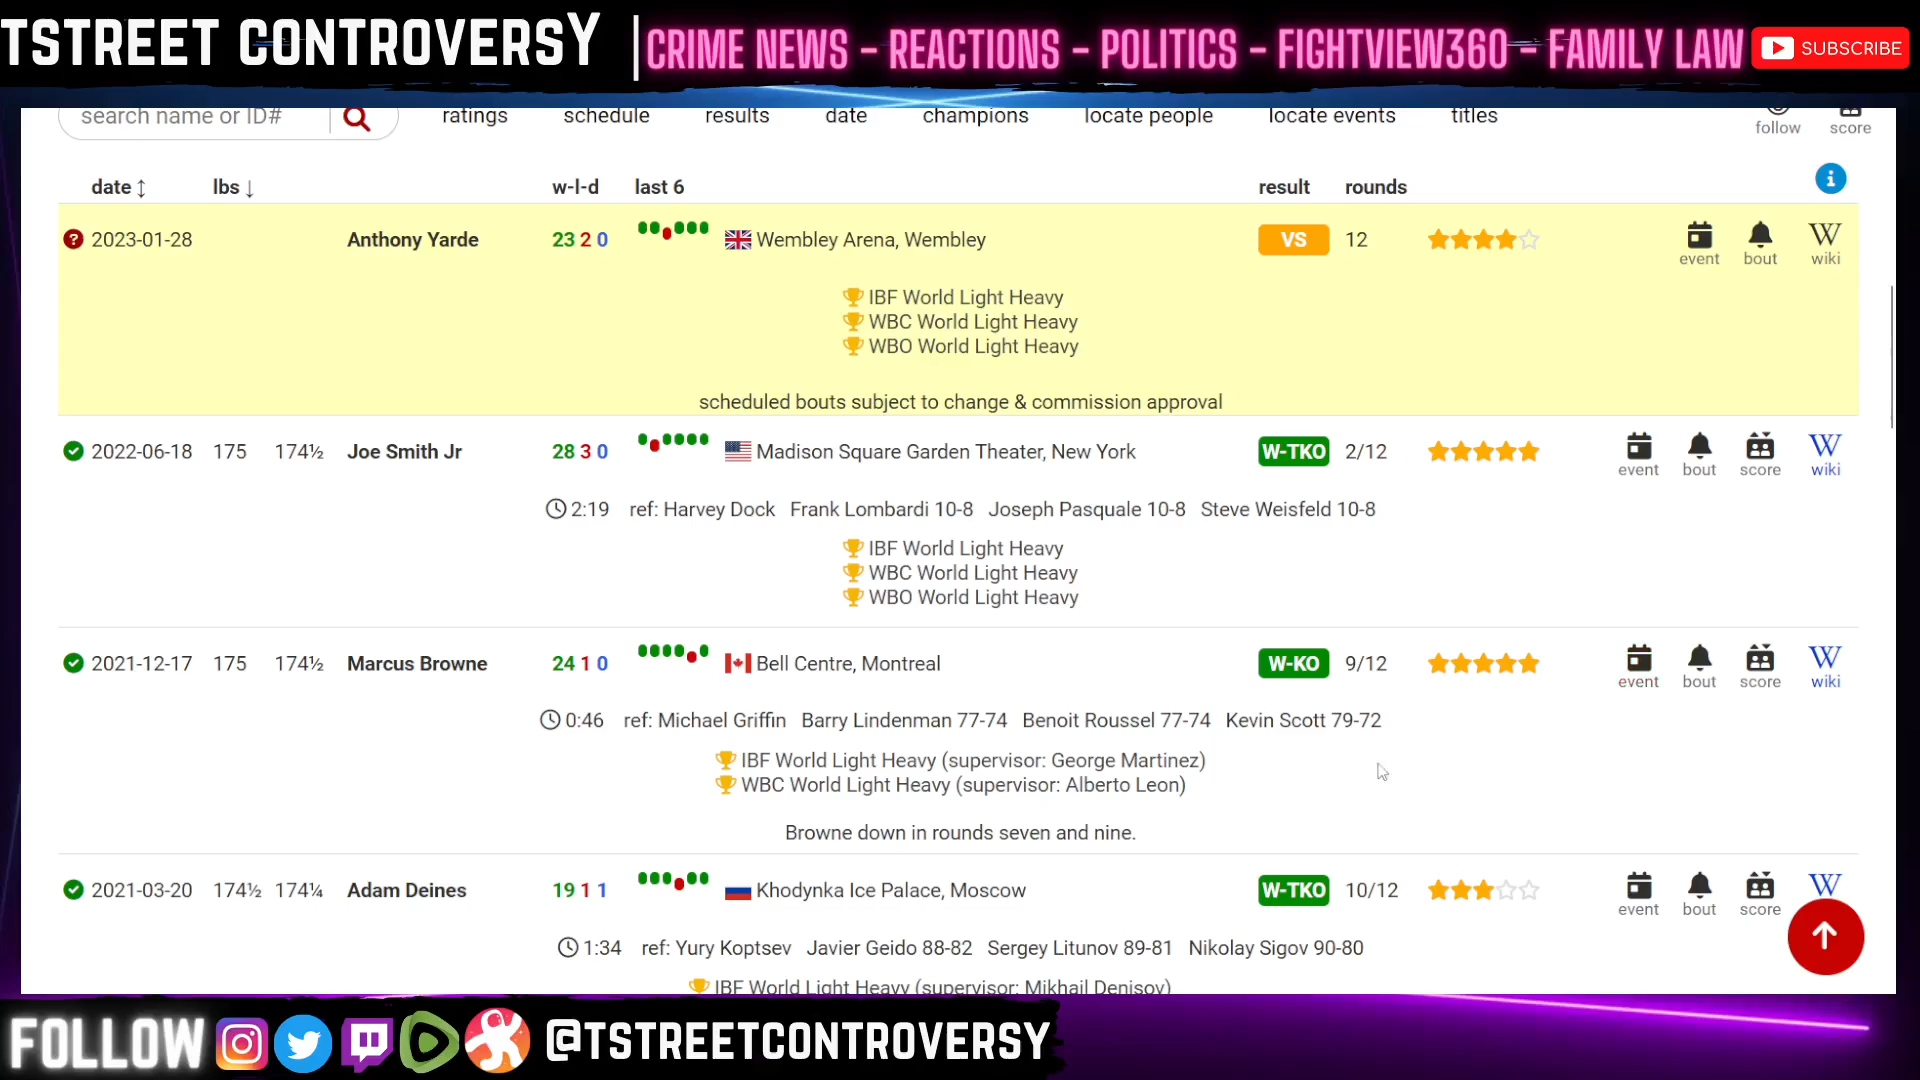 TSTREET CONTROVERSY | CRIME NEWS - REACTIONS - POLITICS - FIGHTVIEW360 - FAMILY LAW SUBSCRIBE
search name or ID# ratings schedule results date champions locate people locate events titles follow score
date lbs w-l-d last 6 result rounds
2023-01-28 Anthony Yarde 23 2 0 Wembley Arena, Wembley VS 12 event bout W wiki
IBF World Light Heavy
WBC World Light Heavy
WBO World Light Heavy
scheduled bouts subject to change & commission approval
2022-06-18 175 174½ Joe Smith Jr 28 3 0 Madison Square Garden Theater, New York W-TKO 2/12 event bout score W wiki
2:19 ref: Harvey Dock Frank Lombardi 10-8 Joseph Pasquale 10-8 Steve Weisfeld 10-8
IBF World Light Heavy
WBC World Light Heavy
WBO World Light Heavy
2021-12-17 175 174½ Marcus Browne 24 1 0 Bell Centre, Montreal W-KO 9/12 event bout score W wiki
0:46 ref: Michael Griffin Barry Lindenman 77-74 Benoit Roussel 77-74 Kevin Scott 79-72
IBF World Light Heavy (supervisor: George Martinez)
WBC World Light Heavy (supervisor: Alberto Leon)
Browne down in rounds seven and nine.
2021-03-20 174½ 174¼ Adam Deines 19 1 1 Khodynka Ice Palace, Moscow W-TKO 10/12 event bout score W
1:34 ref: Yury Koptsev Javier Geido 88-82 Sergey Litunov 89-81 Nikolay Sigov 90-80
IBF World Light Heavy (supervisor: Mikhail Denisov)
FOLLOW @TSTREETCONTROVERSY